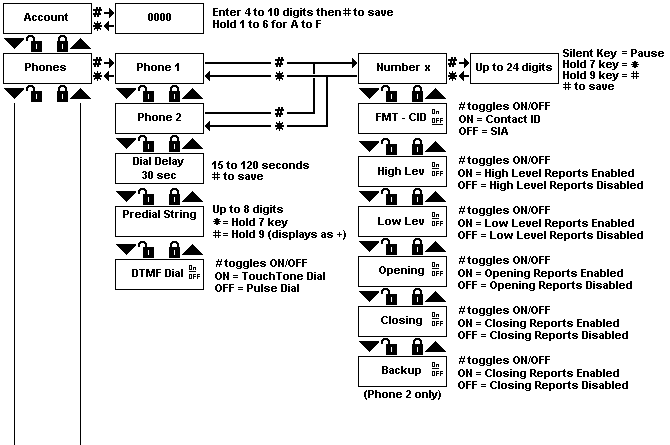 Account
#
*
0000
Enter 4 to 10 digits then # to save
Hold 1 to 6 for A to F
Phones
#
*
Phone 1
#
*
Number x
#
*
Up to 24 digits
Silent Key = Pause
Hold 7 key = *
Hold 9 key = #
# to save
Phone 2
#
*
FMT - CID On OFF
# toggles ON/OFF
ON = Contact ID
OFF = SIA
Dial Delay
30 sec
15 to 120 seconds
# to save
High Lev On OFF
# toggles ON/OFF
ON = High Level Reports Enabled
OFF = High Level Reports Disabled
Predial String
Up to 8 digits
* = Hold 7 key
# = Hold 9 (displays as +)
Low Lev On OFF
# toggles ON/OFF
ON = Low Level Reports Enabled
OFF = Low Level Reports Disabled
DTMF Dial On OFF
# toggles ON/OFF
ON = TouchTone Dial
OFF = Pulse Dial
Opening On OFF
# toggles ON/OFF
ON = Opening Reports Enabled
OFF = Opening Reports Disabled
Closing On OFF
# toggles ON/OFF
ON = Closing Reports Enabled
OFF = Closing Reports Disabled
Backup On OFF
# toggles ON/OFF
ON = Closing Reports Enabled
OFF = Closing Reports Disabled
(Phone 2 only)